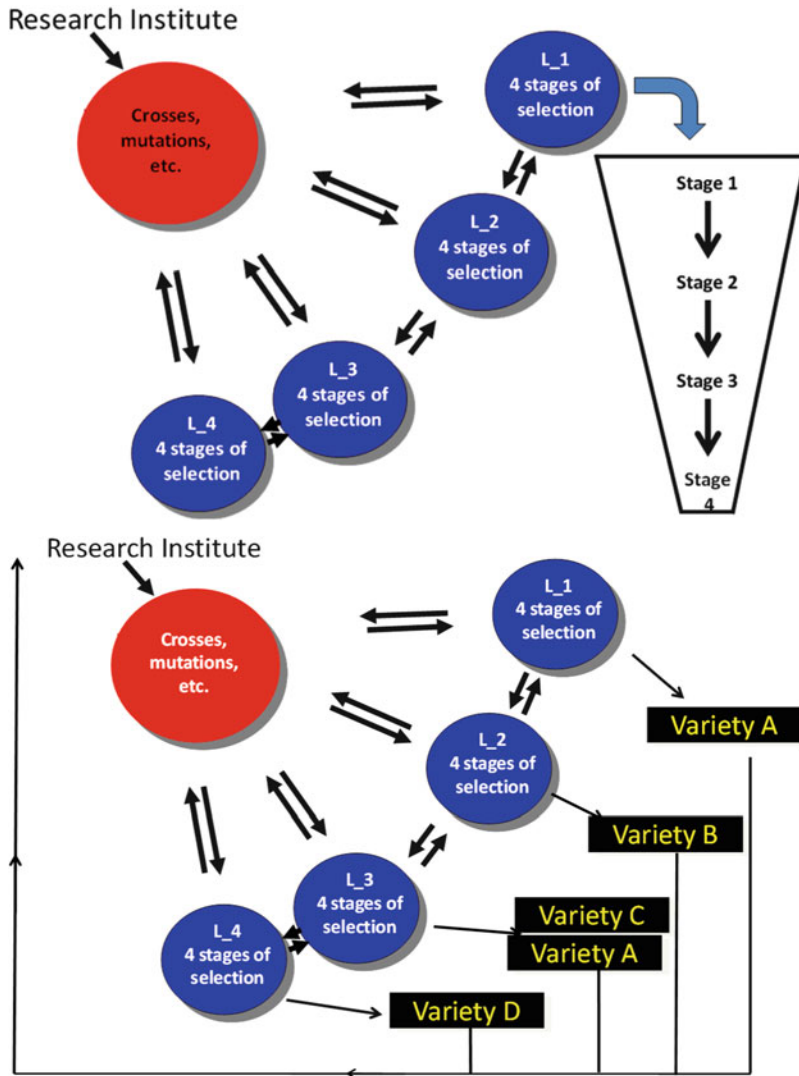 Research Institute
Crosses,
mutations,
etc.
L_1
4 stages of
selection
L_2
4 stages of
selection
L_3
4 stages of
selection
L_4
4 stages of
selection
Stage 1
Stage 2
Stage 3
Stage
4
Research Institute
Crosses,
mutations,
etc.
L_1
4 stages of
selection
L_2
4 stages of
selection
L_3
4 stages of
selection
L_4
4 stages of
selection
Variety A
Variety B
Variety C
Variety A
Variety D